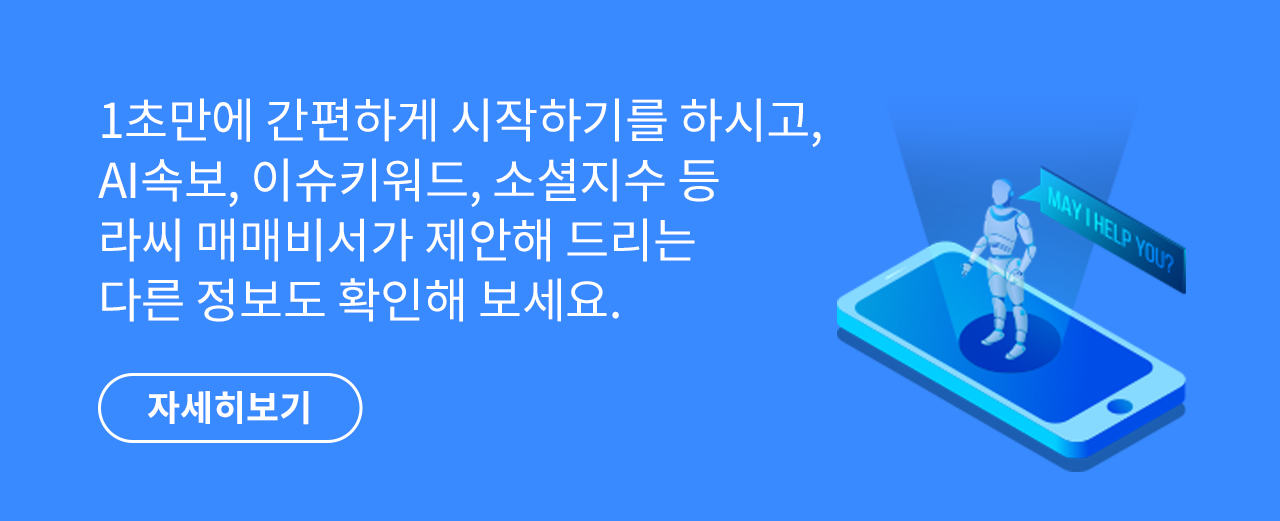 1초만에 간편하게 시작하기를 하시고,
AI속보, 이슈키워드, 소셜지수 등
라씨 매매비서가 제안해 드리는
다른 정보도 확인해 보세요.
자세히보기
MAY I HELP YOU?